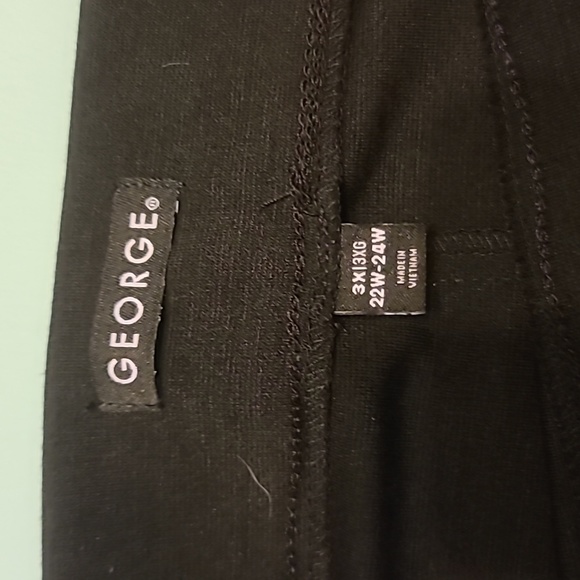 GEORGE®
3X|3XG
22W-24W
MADE IN
VIETNAM